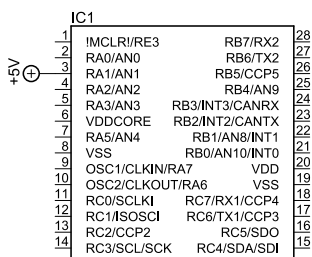 IC1
1 !MCLR!/RE3 RB7/RX2 28
2 RA0/AN0 RB6/TX2 27
+5V 3 RA1/AN1 RB5/CCP5 26
4 RA2/AN2 RB4/AN9 25
5 RA3/AN3 RB3/INT3/CANRX 24
6 VDDCORE RB2/INT2/CANTX 23
7 RA5/AN4 RB1/AN8/INT1 22
8 VSS RB0/AN10/INT0 21
9 OSC1/CLKIN/RA7 VDD 20
10 OSC2/CLKOUT/RA6 VSS 19
11 RC0/SCLKI RC7/RX1/CCP4 18
12 RC1/ISOSCI RC6/TX1/CCP3 17
13 RC2/CCP2 RC5/SDO 16
14 RC3/SCL/SCK RC4/SDA/SDI 15